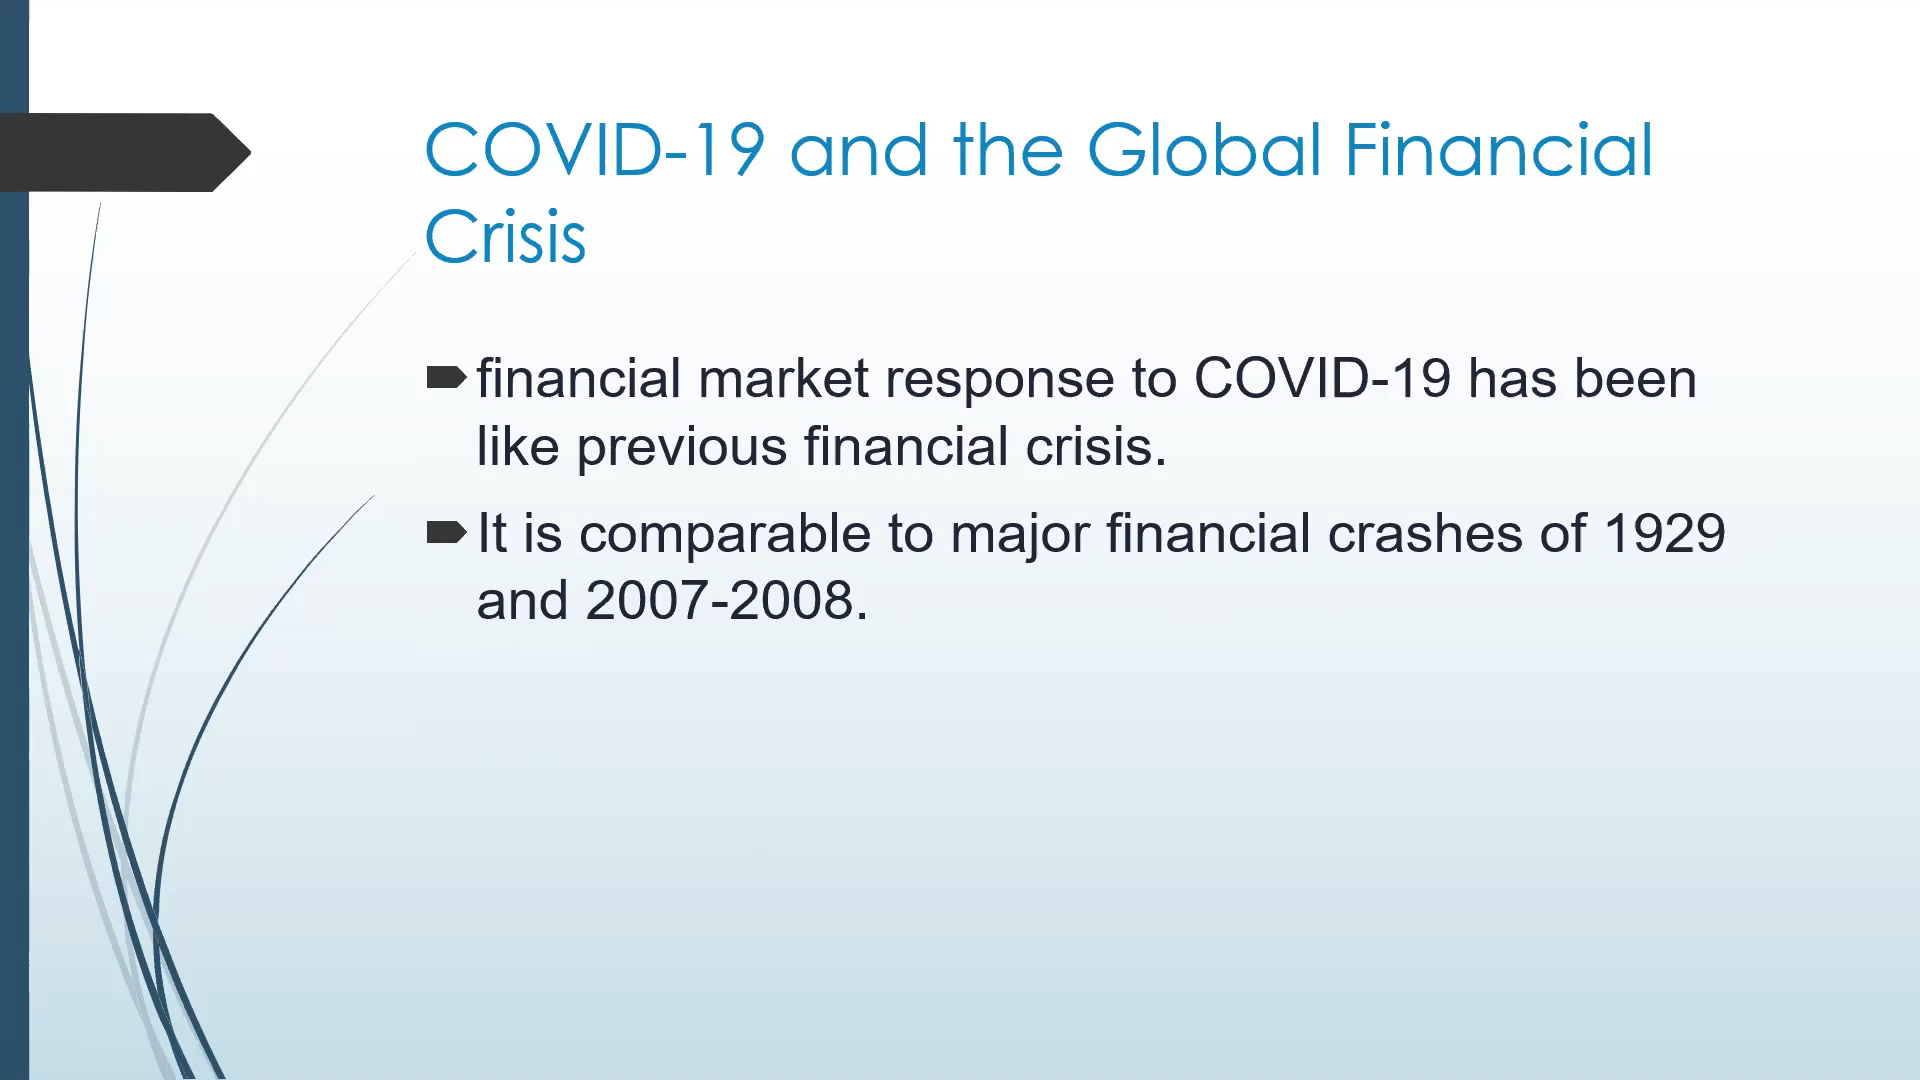 COVID-19 and the Global Financial
Crisis
financial market response to COVID-19 has been
like previous financial crisis.
It is comparable to major financial crashes of 1929
and 2007-2008.